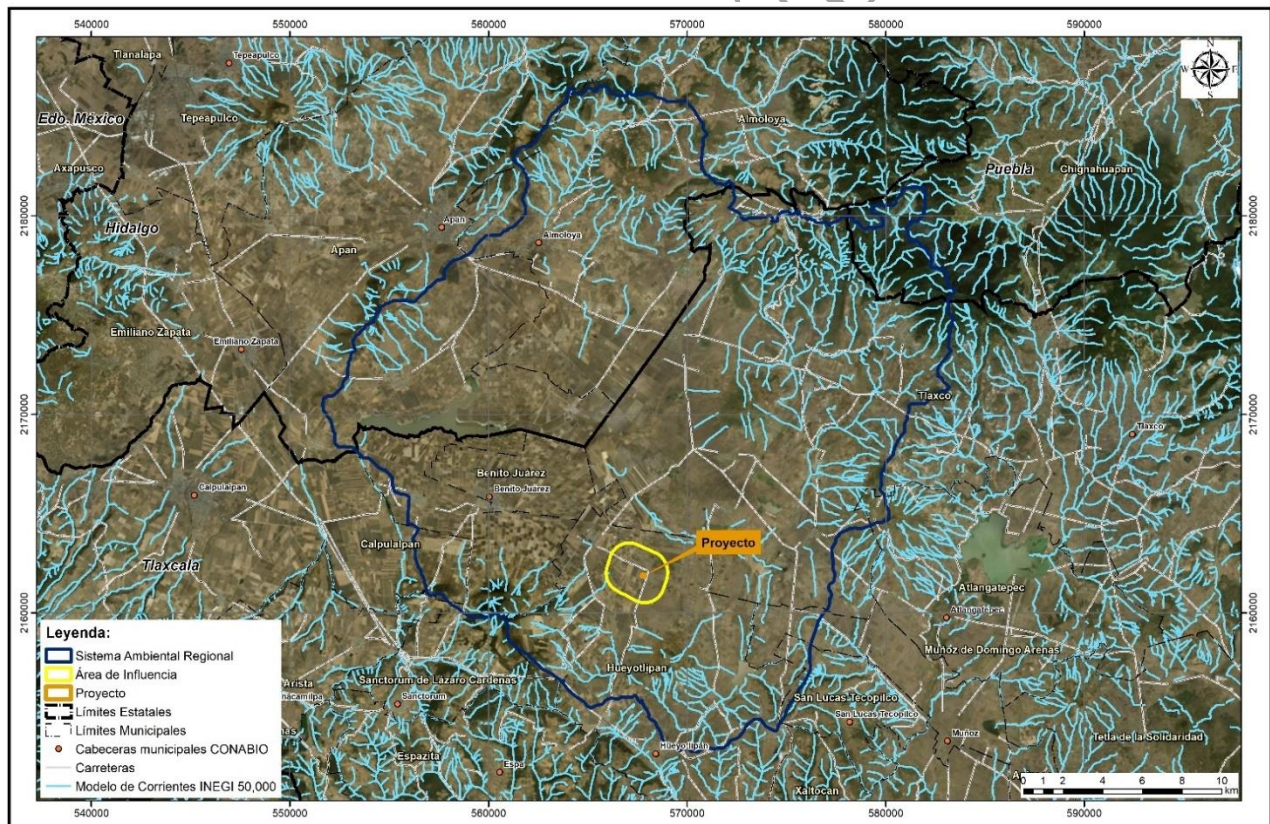 540000 550000 560000 570000 580000 590000
N
W E
S
Tlanalapa
Tepeapulco
Edo. México
Tepeapulco
Almoloya
Axapusco
Puebla
Chignahuapan
2180000 2180000
Hidalgo
Apan
Almoloya
Apan
Emiliano Zapata
Emiliano Zapata
Tlaxco
2170000 2170000
Tlaxco
Benito Juárez
Benito Juárez
Calpulalpan
Calpulalpan
Proyecto
Tlaxcala
Atlangatepec
Atlangatepec
2160000 2160000
Muñoz de Domingo Arenas
Hueyotlipan
Sanctorum de Lázaro Cárdenas
San Lucas Tecopilco
San Lucas Tecopilco
Arista
Sanctorum
Muñoz
Tetla de la Solidaridad
Hueyotlipán
Españita
Xaltocan
Leyenda:
Sistema Ambiental Regional
Área de Influencia
Proyecto
Límites Estatales
Límites Municipales
Cabeceras municipales CONABIO
Carreteras
Modelo de Corrientes INEGI 50,000
0 1 2 4 6 8 10
km
540000 550000 560000 570000 580000 590000